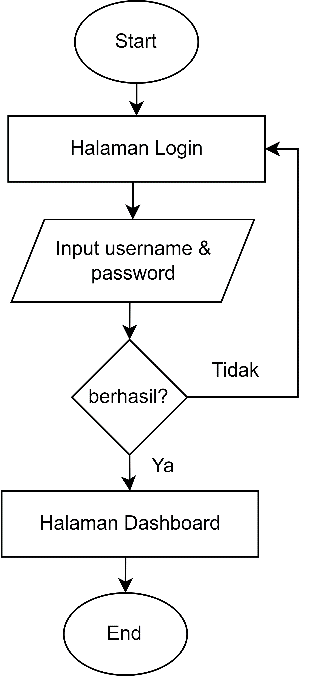 Start
Halaman Login
Input username &
password
berhasil?
Tidak
Ya
Halaman Dashboard
End